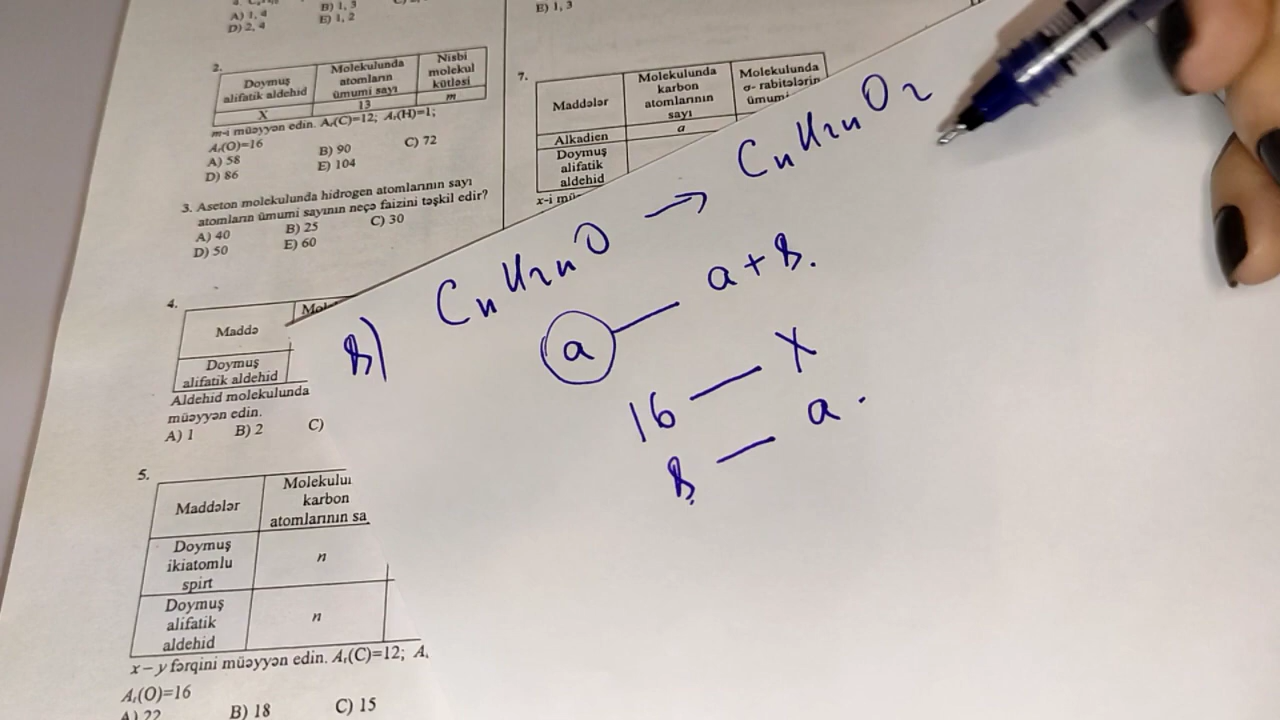 A) 1, 4
B) 1, 3
D) 2, 4
E) 1, 2
2.
Doymuş alifatik aldehid
Molekulunda atomların ümumi sayı
Nisbi molekul kütləsi
X
13
m
m-i müəyyən edin. Aᵣ(C)=12; Aᵣ(H)=1;
Aᵣ(O)=16
A) 58
B) 90
C) 72
D) 86
E) 104
3. Aseton molekulunda hidrogen atomlarının sayı
atomların ümumi sayının neçə faizini təşkil edir?
A) 40
B) 25
C) 30
D) 50
E) 60
4.
Maddə
Doymuş alifatik aldehid
Aldehid molekulunda
müəyyən edin.
A) 1
B) 2
C)
5.
Maddələr
karbon
atomlarının sa
Doymuş ikiatomlu spirt
n
Doymuş alifatik aldehid
n
x – y fərqini müəyyən edin. Aᵣ(C)=12; A
Aᵣ(O)=16
A) 22
B) 18
C) 15
E) 1, 3
7.
Maddələr
Molekulunda karbon atomlarının sayı
Molekulunda σ- rabitələrin
Alkadien
a
Doymuş alifatik aldehid
x-i
8) CnH2nO → CnH2nO2
a — a+8.
16 — x
8 — a.